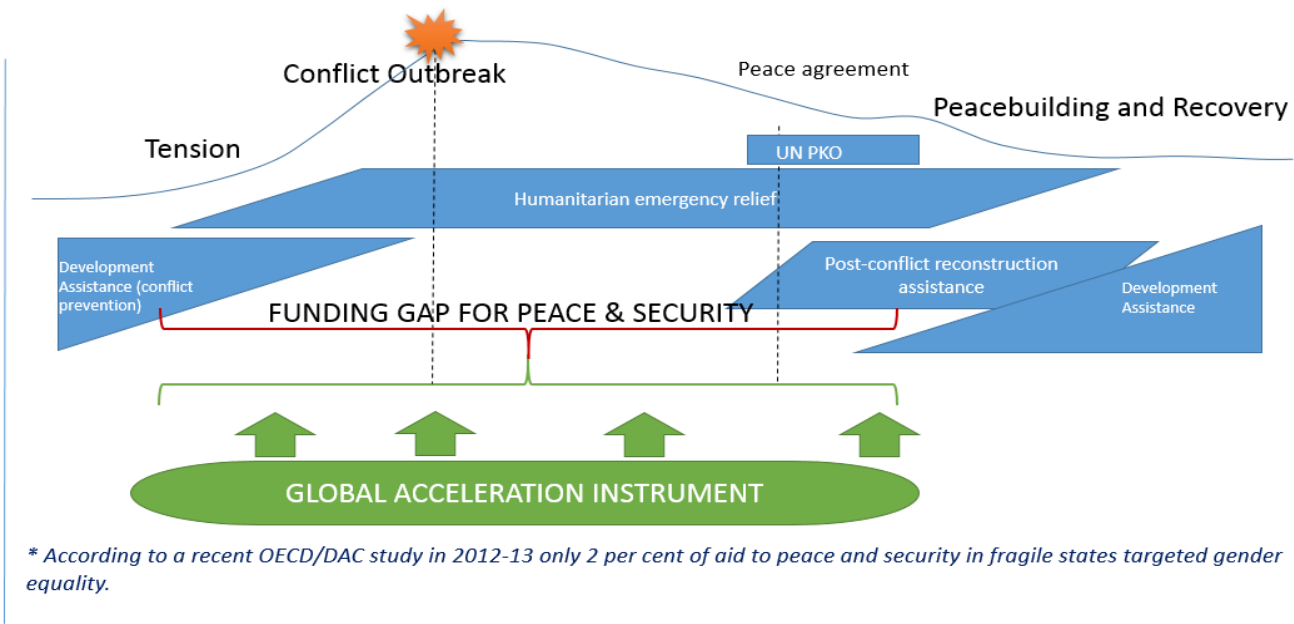 Conflict Outbreak
Peace agreement
Peacebuilding and Recovery
Tension
UN PKO
Humanitarian emergency relief
Development
Assistance (conflict
prevention)
Post-conflict reconstruction
assistance
Development
Assistance
FUNDING GAP FOR PEACE & SECURITY
GLOBAL ACCELERATION INSTRUMENT
* According to a recent OECD/DAC study in 2012-13 only 2 per cent of aid to peace and security in fragile states targeted gender
equality.